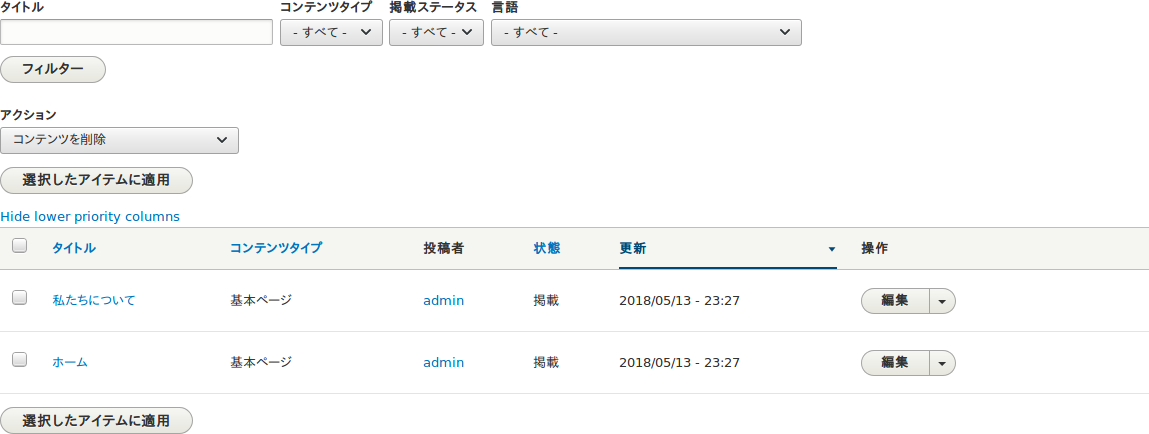 タイトル コンテンツタイプ 掲載ステータス 言語
- すべて - - すべて - - すべて -
フィルター
アクション
コンテンツを削除
選択したアイテムに適用
Hide lower priority columns
タイトル コンテンツタイプ 投稿者 状態 更新 操作
私たちについて 基本ページ admin 掲載 2018/05/13 - 23:27 編集
ホーム 基本ページ admin 掲載 2018/05/13 - 23:27 編集
選択したアイテムに適用